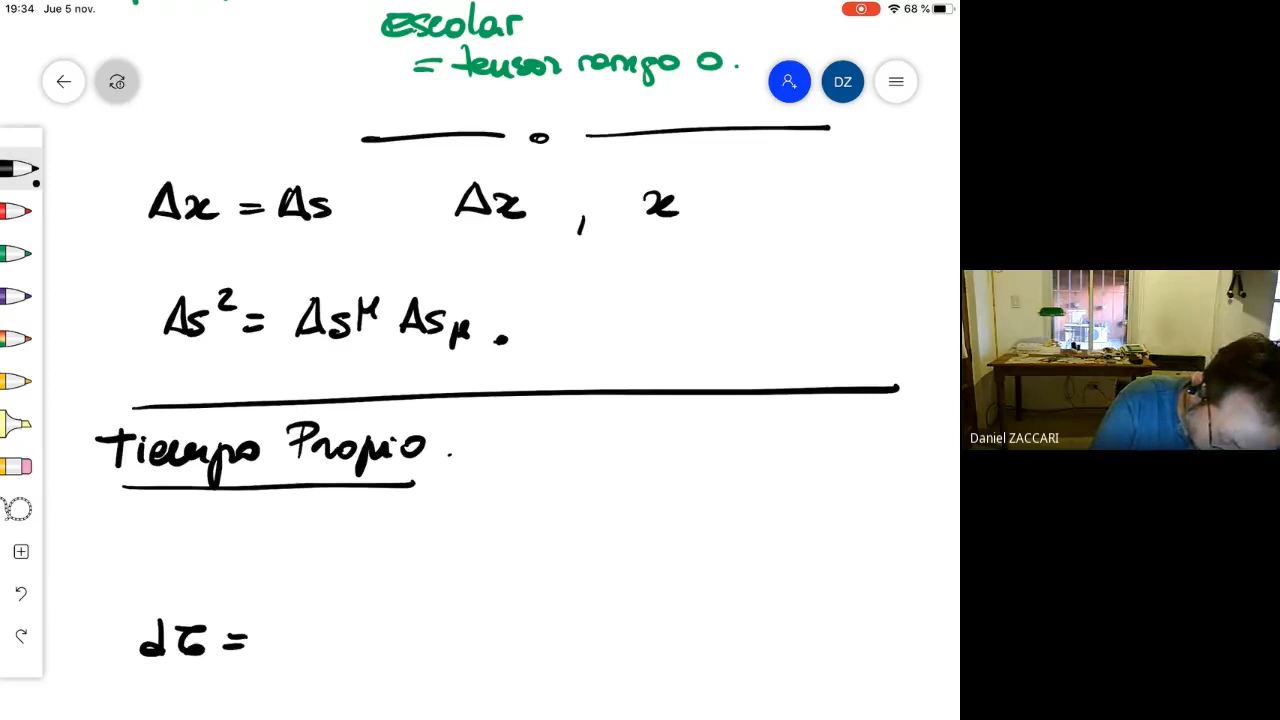 19:34 Jue 5 nov. 68 %
escolar
= tensor rango 0.
DZ
Δx = Δs Δx , x
Δs² = Δs^μ Δs_μ .
Tiempo Propio .
dτ =
Daniel ZACCARI